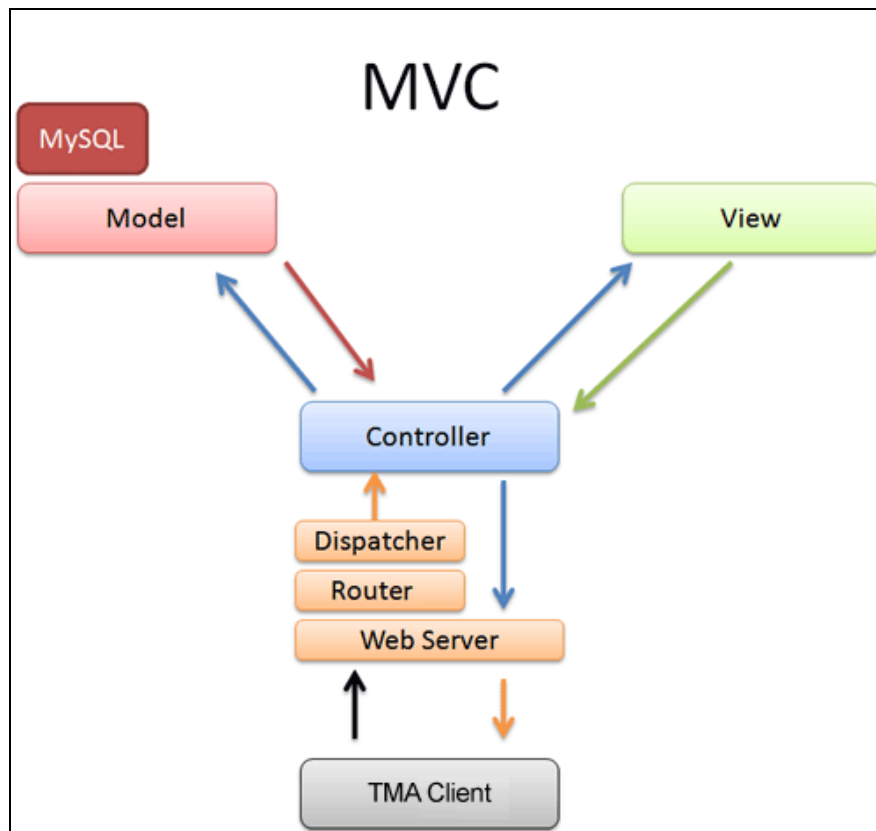 MVC
MySQL
Model
View
Controller
Dispatcher
Router
Web Server
TMA Client